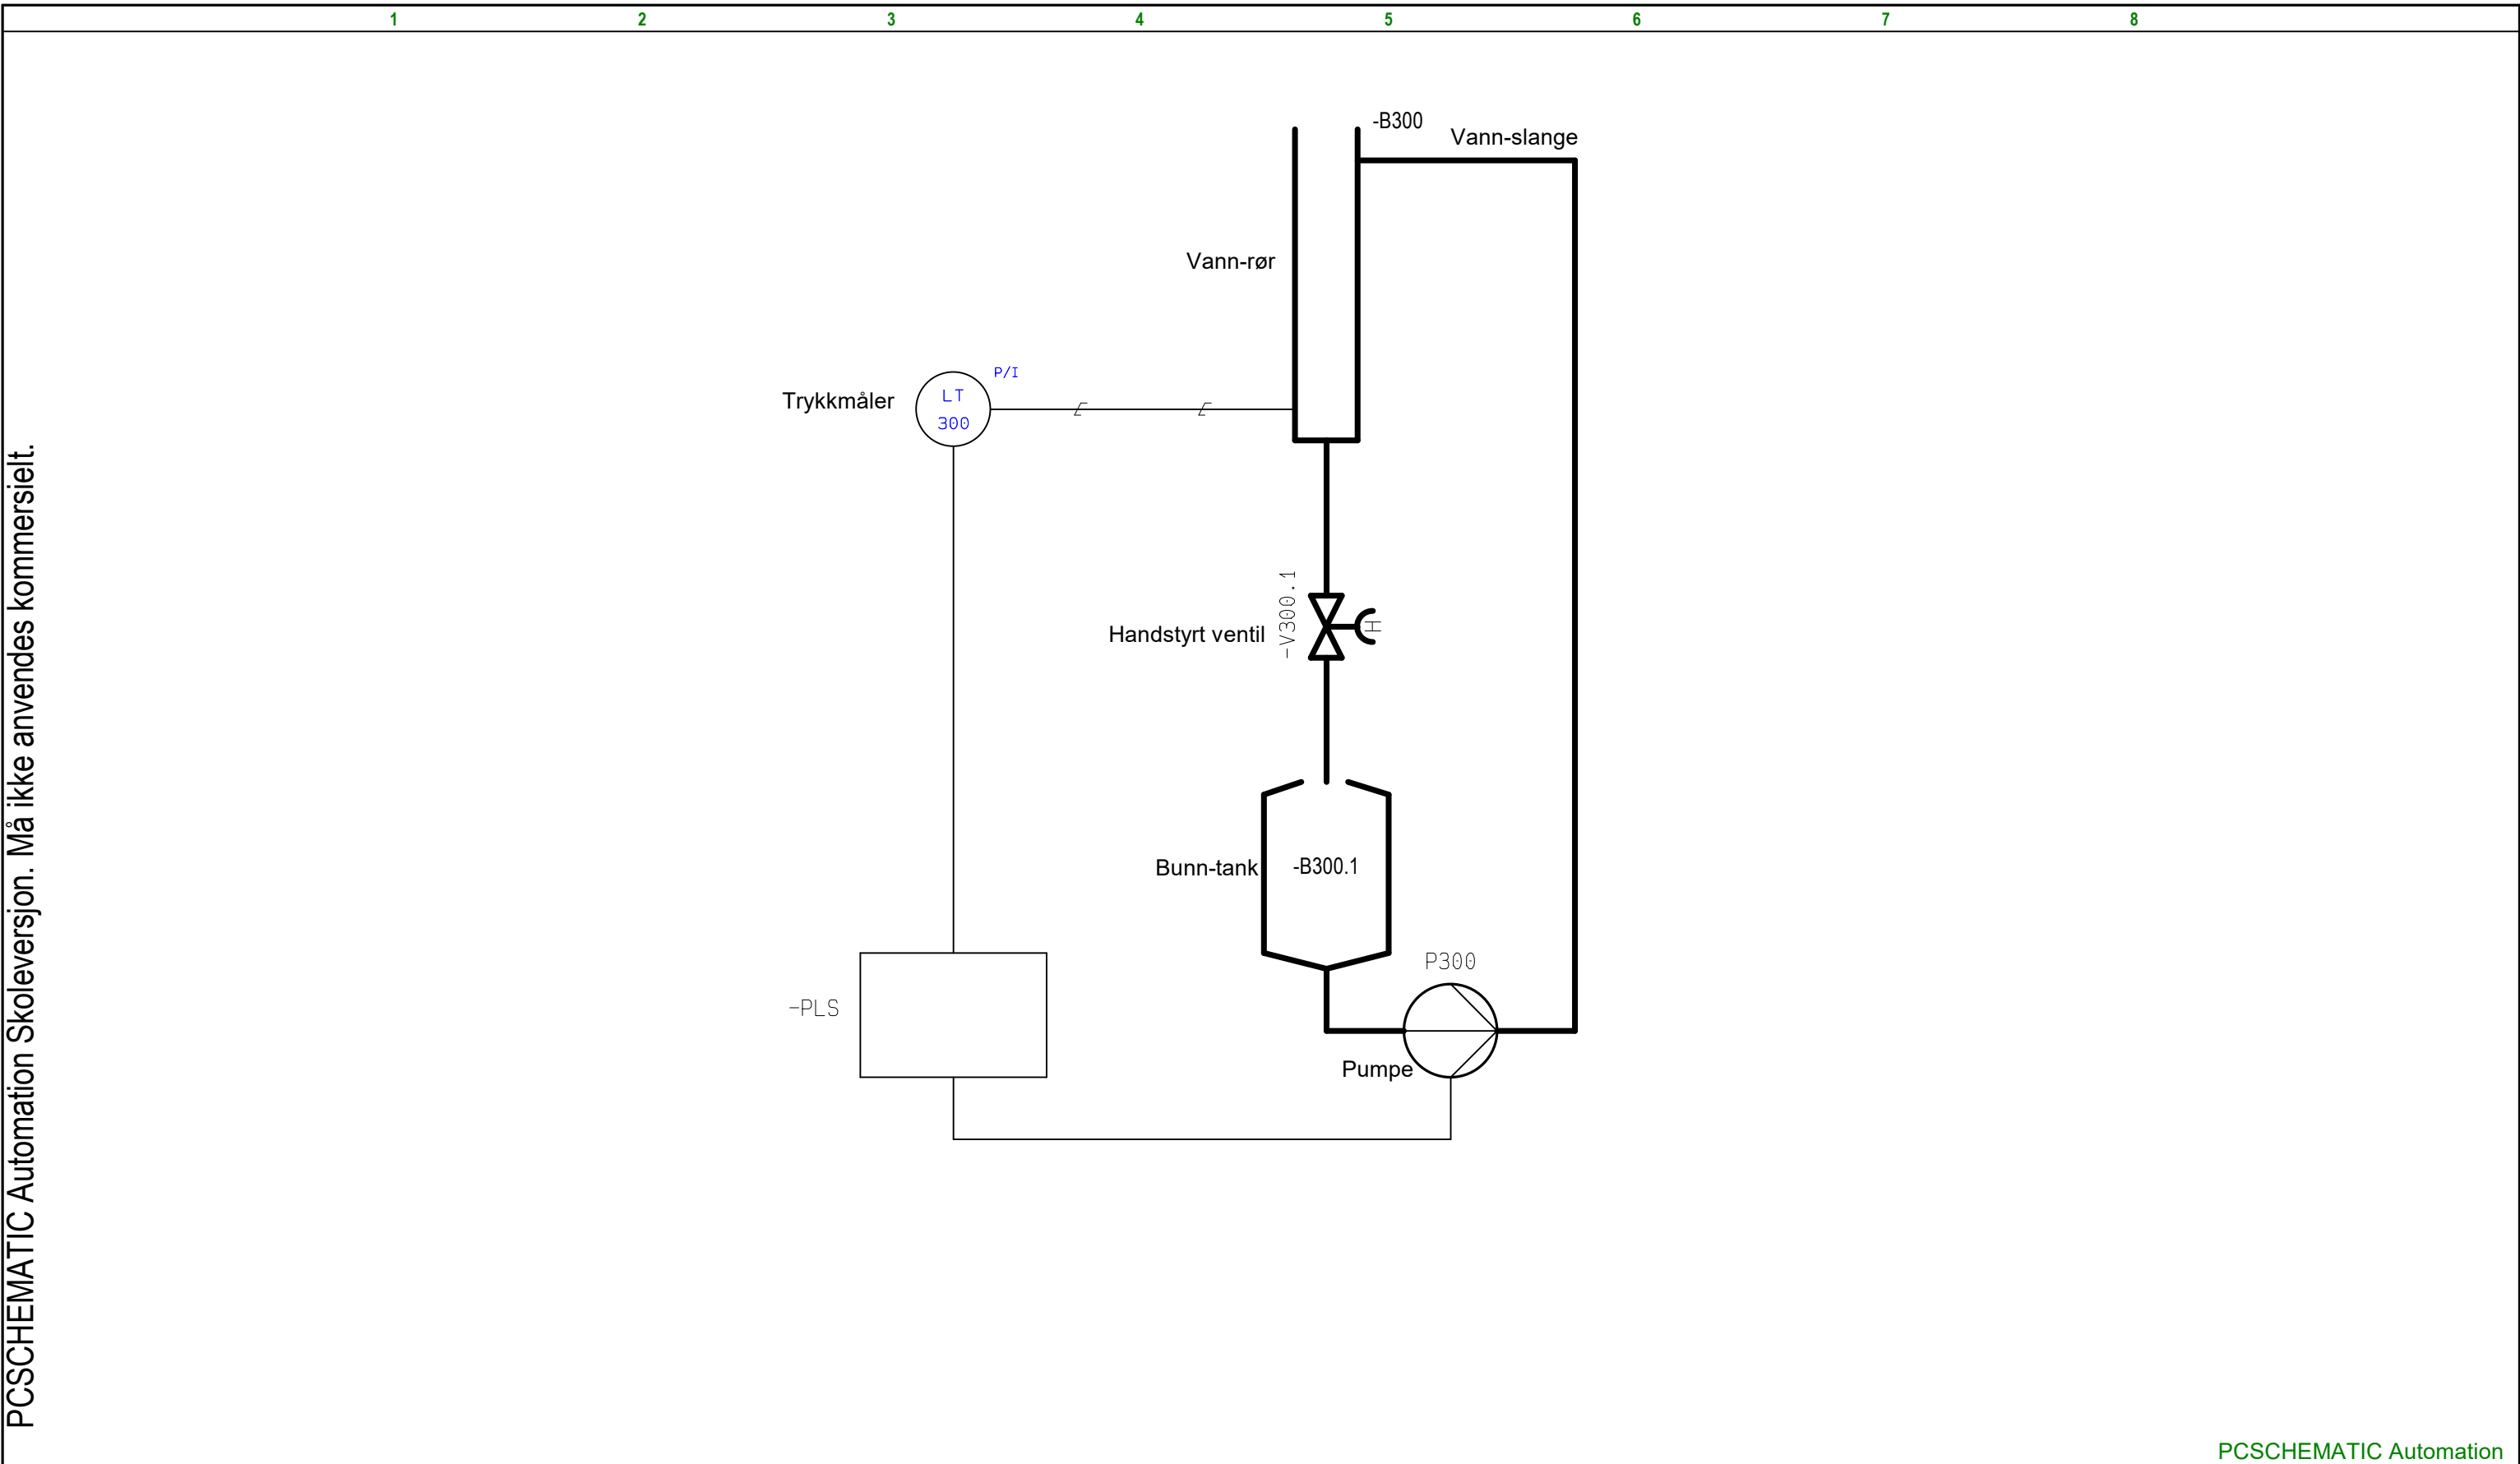 1 2 3 4 5 6 7 8
-B300
Vann-slange
Vann-rør
P/I
Trykkmåler
LT
300
-V300.1
H
Handstyrt ventil
Bunn-tank
-B300.1
P300
-PLS
Pumpe
PCSCHEMATIC Automation Skoleversjon. Må ikke anvendes kommersielt.
PCSCHEMATIC Automation